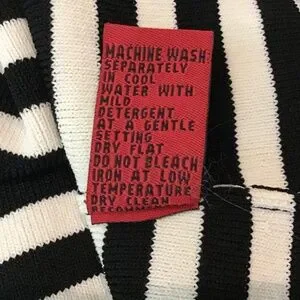 MACHINE WASH
SEPARATELY
IN COOL
WATER WITH
MILD
DETERGENT
AT A GENTLE
SETTING
DRY FLAT
DO NOT BLEACH
IRON AT LOW
TEMPERATURE
DRY CLEAN